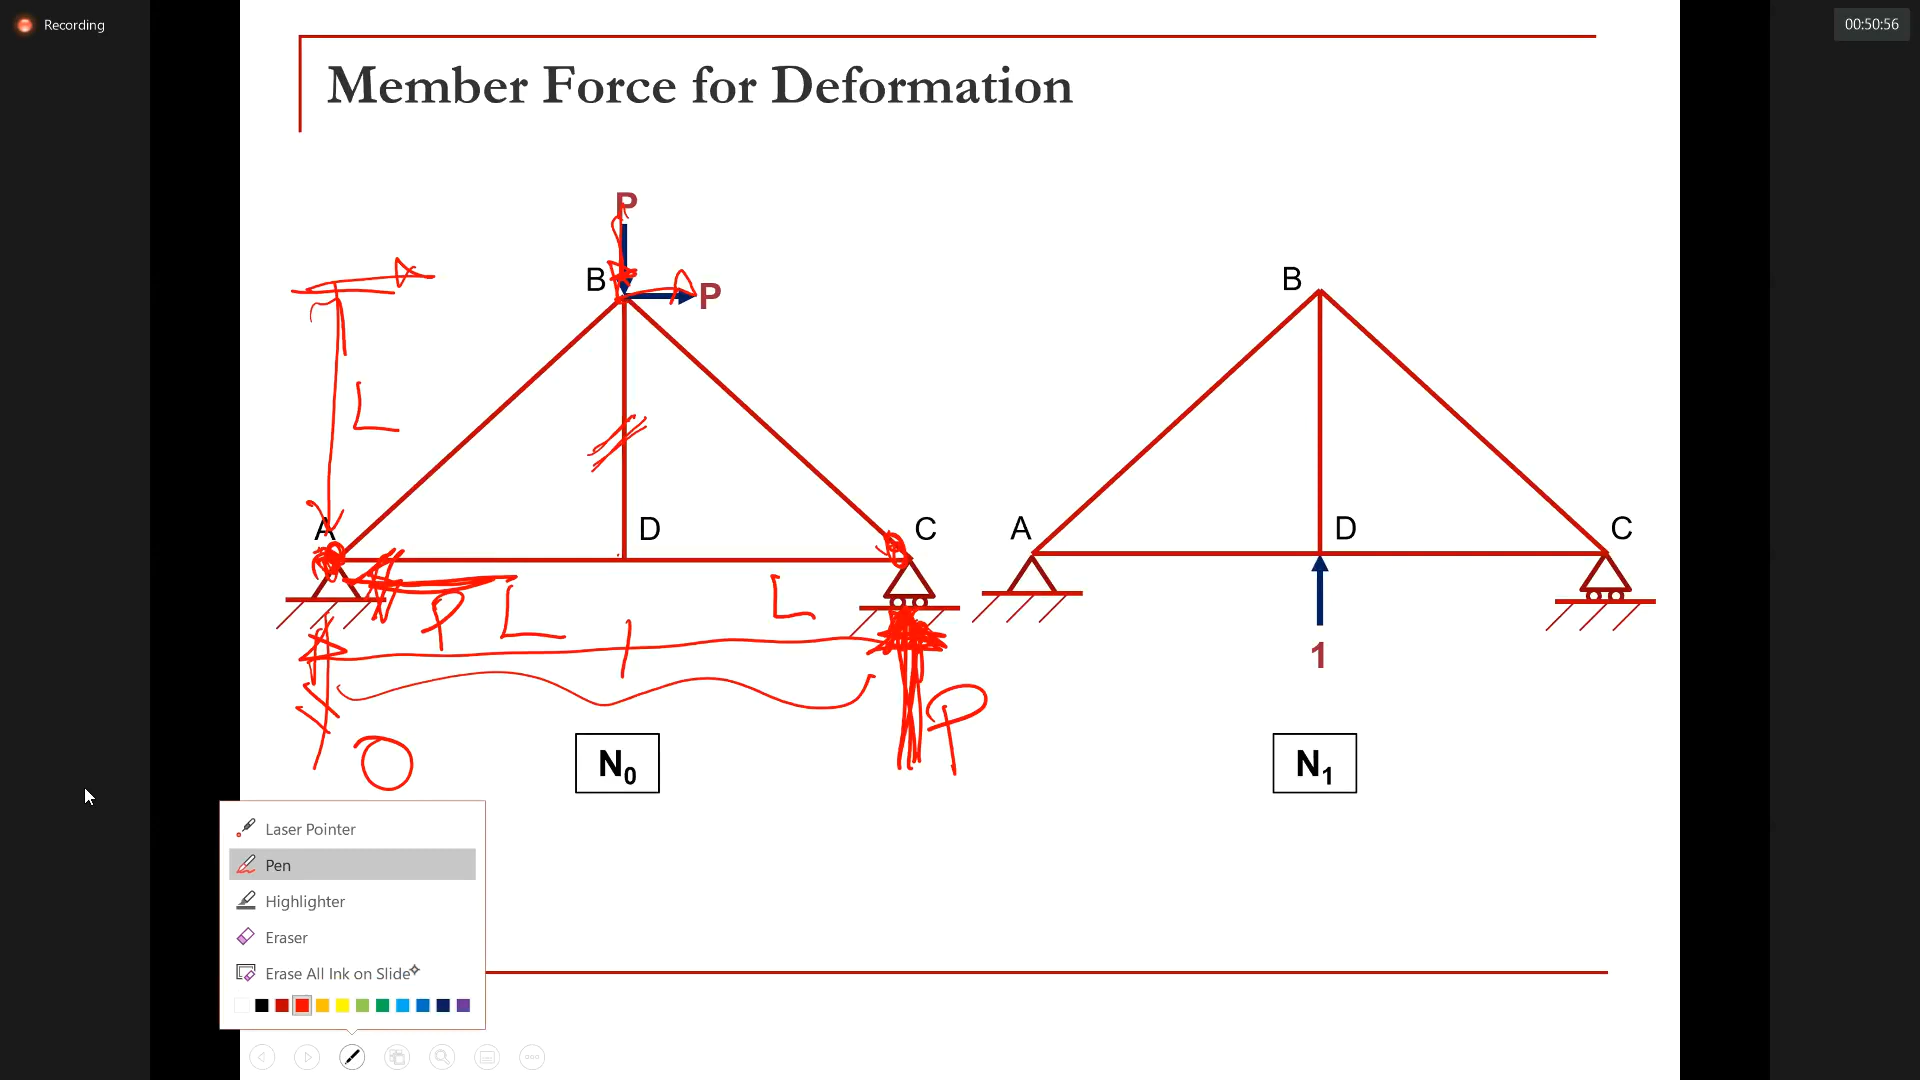 Recording
00:50:56
Member Force for Deformation
P
B
P
L
A
D
C
P
L
L
O
P
N0
B
A
D
C
1
N1
Laser Pointer
Pen
Highlighter
Eraser
Erase All Ink on Slide